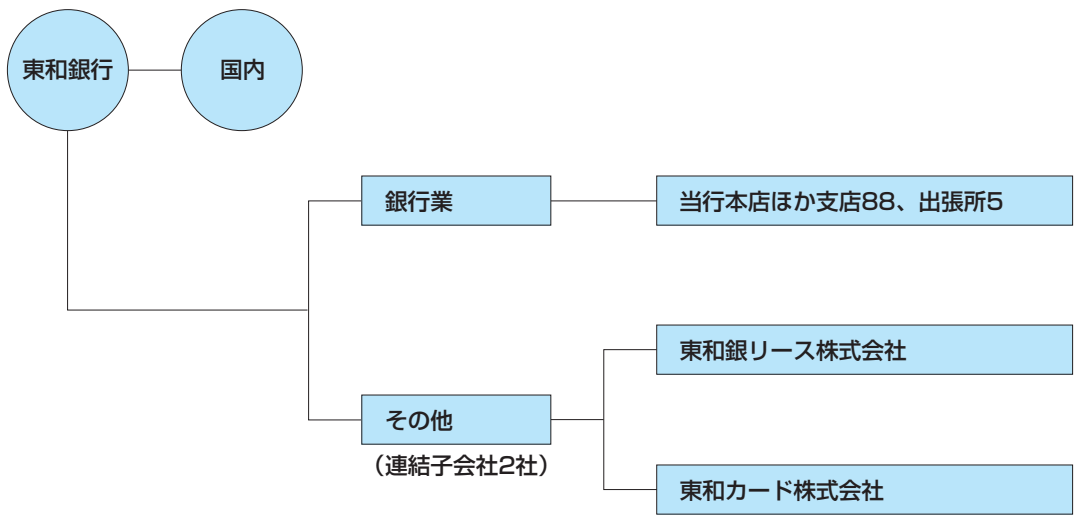 東和銀行
国内
銀行業
当行本店ほか支店88、出張所5
東和銀リース株式会社
その他
(連結子会社2社)
東和カード株式会社